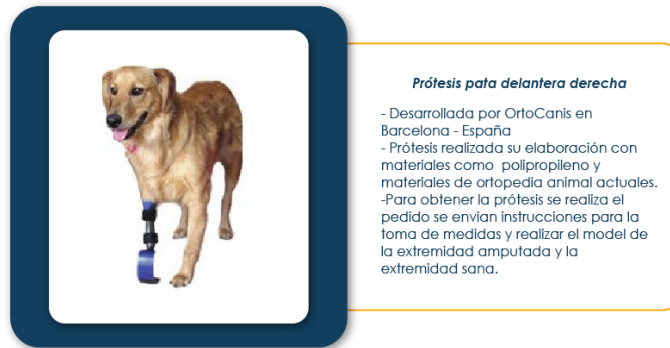 Prótesis pata delantera derecha
- Desarrollada por OrtoCanis en
Barcelona - España
- Prótesis realizada su elaboración con
materiales como polipropileno y
materiales de ortopedia animal actuales.
-Para obtener la prótesis se realiza el
pedido se envian instrucciones para la
toma de medidas y realizar el model de
la extremidad amputada y la
extremidad sana.